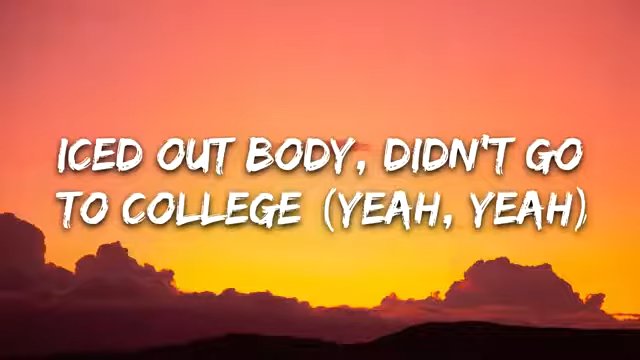 ICED OUT BODY, DIDN'T GO
TO COLLEGE (YEAH, YEAH)